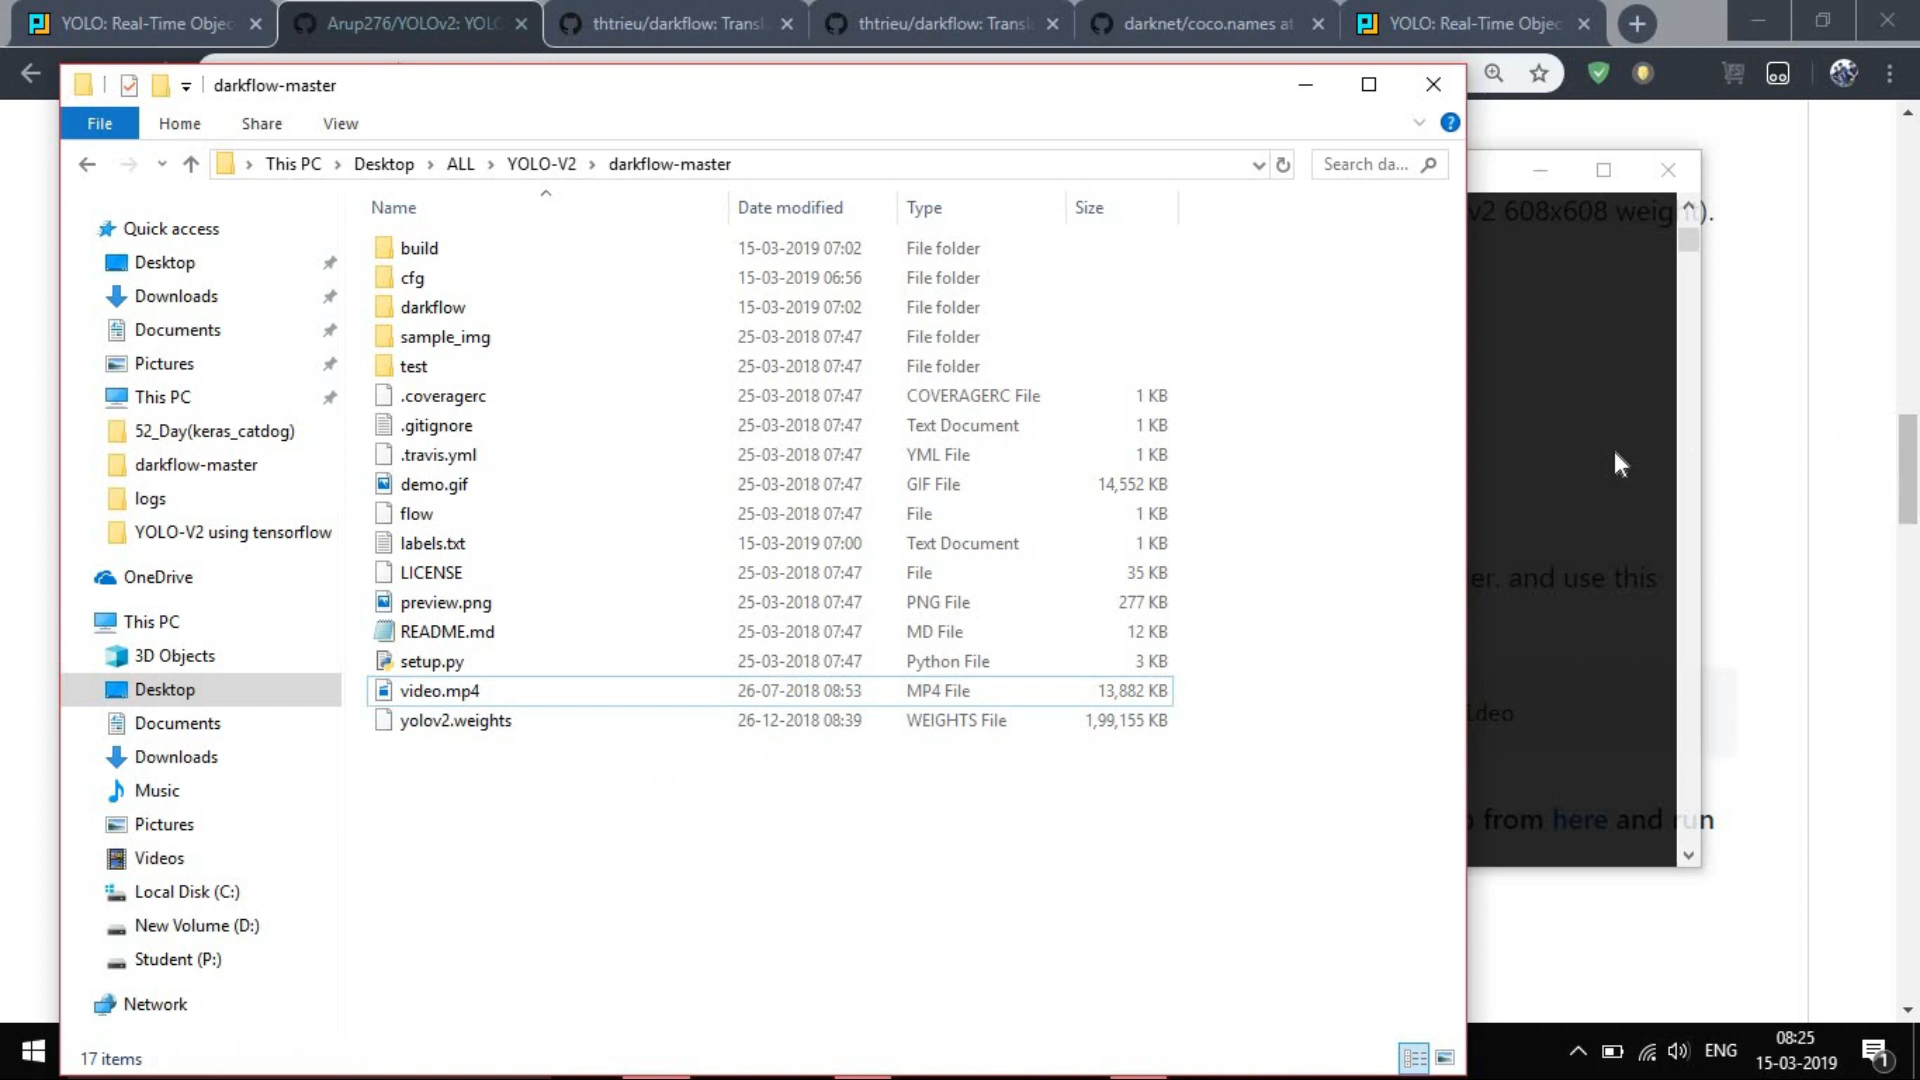 YOLO: Real-Time Objec
Arup276/YOLOv2: YOLO
thtrieu/darkflow: Transl
thtrieu/darkflow: Transl
darknet/coco.names at
YOLO: Real-Time Objec
darkflow-master
File
Home
Share
View
This PC
Desktop
ALL
YOLO-V2
darkflow-master
Search da...
Name
Date modified
Type
Size
Quick access
Desktop
Downloads
Documents
Pictures
This PC
52_Day(keras_catdog)
darkflow-master
logs
YOLO-V2 using tensorflow
OneDrive
This PC
3D Objects
Desktop
Documents
Downloads
Music
Pictures
Videos
Local Disk (C:)
New Volume (D:)
Student (P:)
Network
build 15-03-2019 07:02 File folder
cfg 15-03-2019 06:56 File folder
darkflow 15-03-2019 07:02 File folder
sample_img 25-03-2018 07:47 File folder
test 25-03-2018 07:47 File folder
.coveragerc 25-03-2018 07:47 COVERAGERC File 1 KB
.gitignore 25-03-2018 07:47 Text Document 1 KB
.travis.yml 25-03-2018 07:47 YML File 1 KB
demo.gif 25-03-2018 07:47 GIF File 14,552 KB
flow 25-03-2018 07:47 File 1 KB
labels.txt 15-03-2019 07:00 Text Document 1 KB
LICENSE 25-03-2018 07:47 File 35 KB
preview.png 25-03-2018 07:47 PNG File 277 KB
README.md 25-03-2018 07:47 MD File 12 KB
setup.py 25-03-2018 07:47 Python File 3 KB
video.mp4 26-07-2018 08:53 MP4 File 13,882 KB
yolov2.weights 26-12-2018 08:39 WEIGHTS File 1,99,155 KB
v2 608x608 weight).
er. and use this
ideo
from here and run
17 items
ENG
08:25
15-03-2019
1